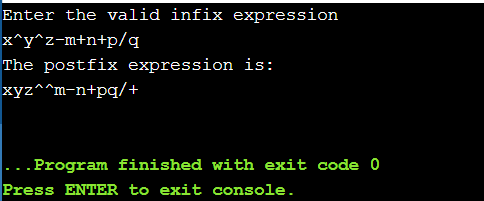 Enter the valid infix expression
x^y^z-m+n+p/q
The postfix expression is:
xyz^^m-n+pq/+
...Program finished with exit code 0
Press ENTER to exit console.